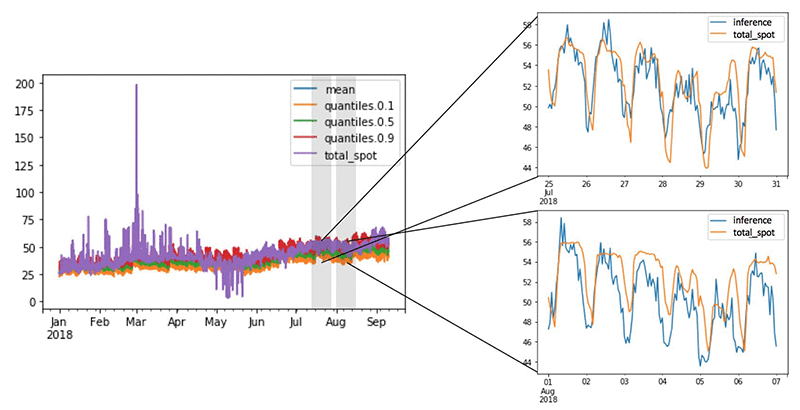 200
175
150
125
100
75
50
25
0
Jan
2018
Feb
Mar
Apr
May
Jun
Jul
Aug
Sep
mean
quantiles.0.1
quantiles.0.5
quantiles.0.9
total_spot
58
56
54
52
50
48
46
44
25
Jul
2018
26
27
28
29
30
31
inference
total_spot
58
56
54
52
50
48
46
44
01
Aug
2018
02
03
04
05
06
07
inference
total_spot